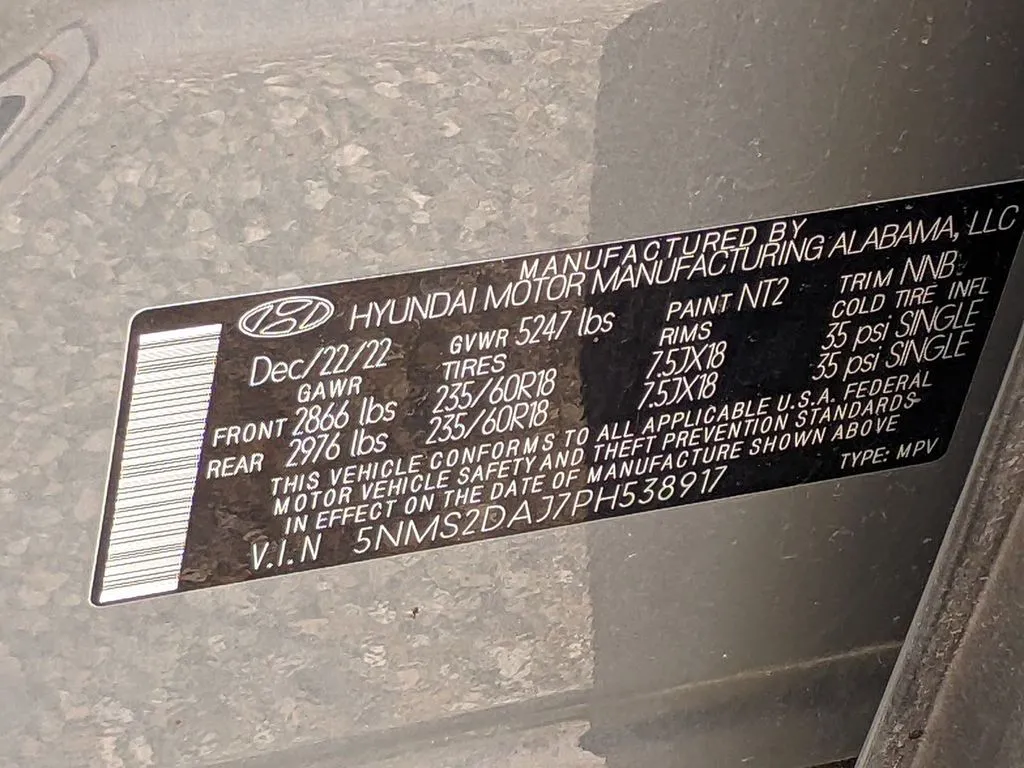 MANUFACTURED BY
HYUNDAI MOTOR MANUFACTURING ALABAMA, LLC
Dec/22/22 GVWR 5247 lbs PAINT NT2 TRIM NNB
GAWR TIRES RIMS COLD TIRE INFL
FRONT 2866 lbs 235/60R18 7.5JX18 35 psi SINGLE
REAR 2976 lbs 235/60R18 7.5JX18 35 psi SINGLE
THIS VEHICLE CONFORMS TO ALL APPLICABLE U.S.A. FEDERAL
MOTOR VEHICLE SAFETY AND THEFT PREVENTION STANDARDS
IN EFFECT ON THE DATE OF MANUFACTURE SHOWN ABOVE
V.I.N 5NMS2DAJ7PH538917 TYPE: MPV